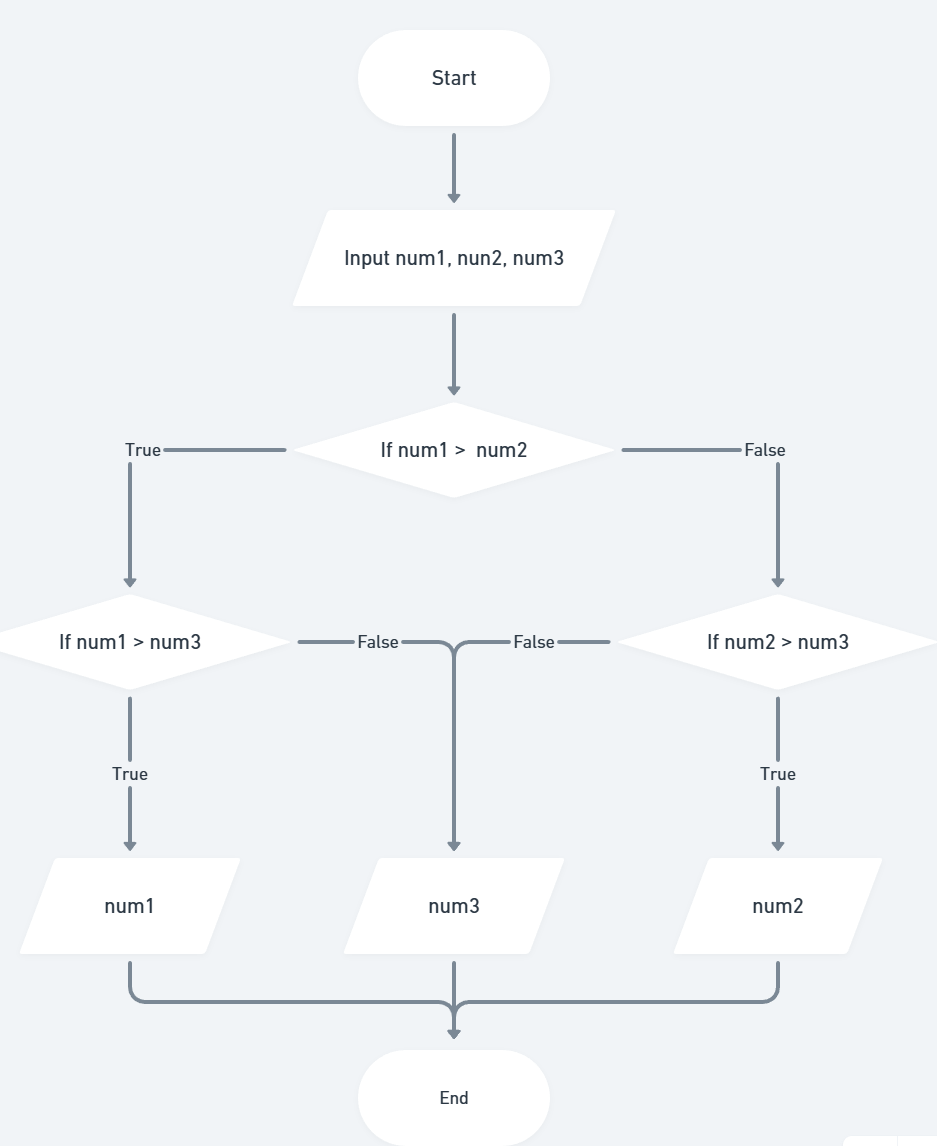 Start
Input num1, nun2, num3
If num1 >  num2
True
False
If num1 > num3
False
False
If num2 > num3
True
True
num1
num3
num2
End